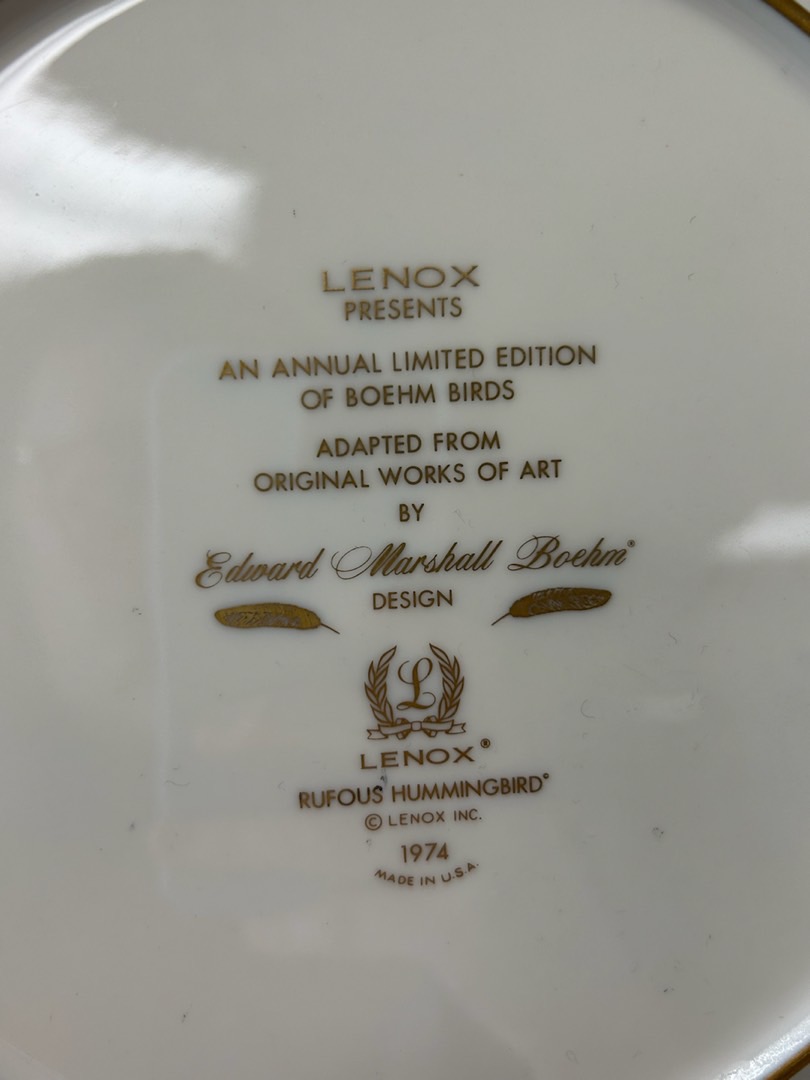 LENOX
PRESENTS
AN ANNUAL LIMITED EDITION
OF BOEHM BIRDS
ADAPTED FROM
ORIGINAL WORKS OF ART
BY
Edward Marshall Boehm®
DESIGN
L
LENOX®
RUFOUS HUMMINGBIRD®
© LENOX INC.
1974
MADE IN U.S.A.